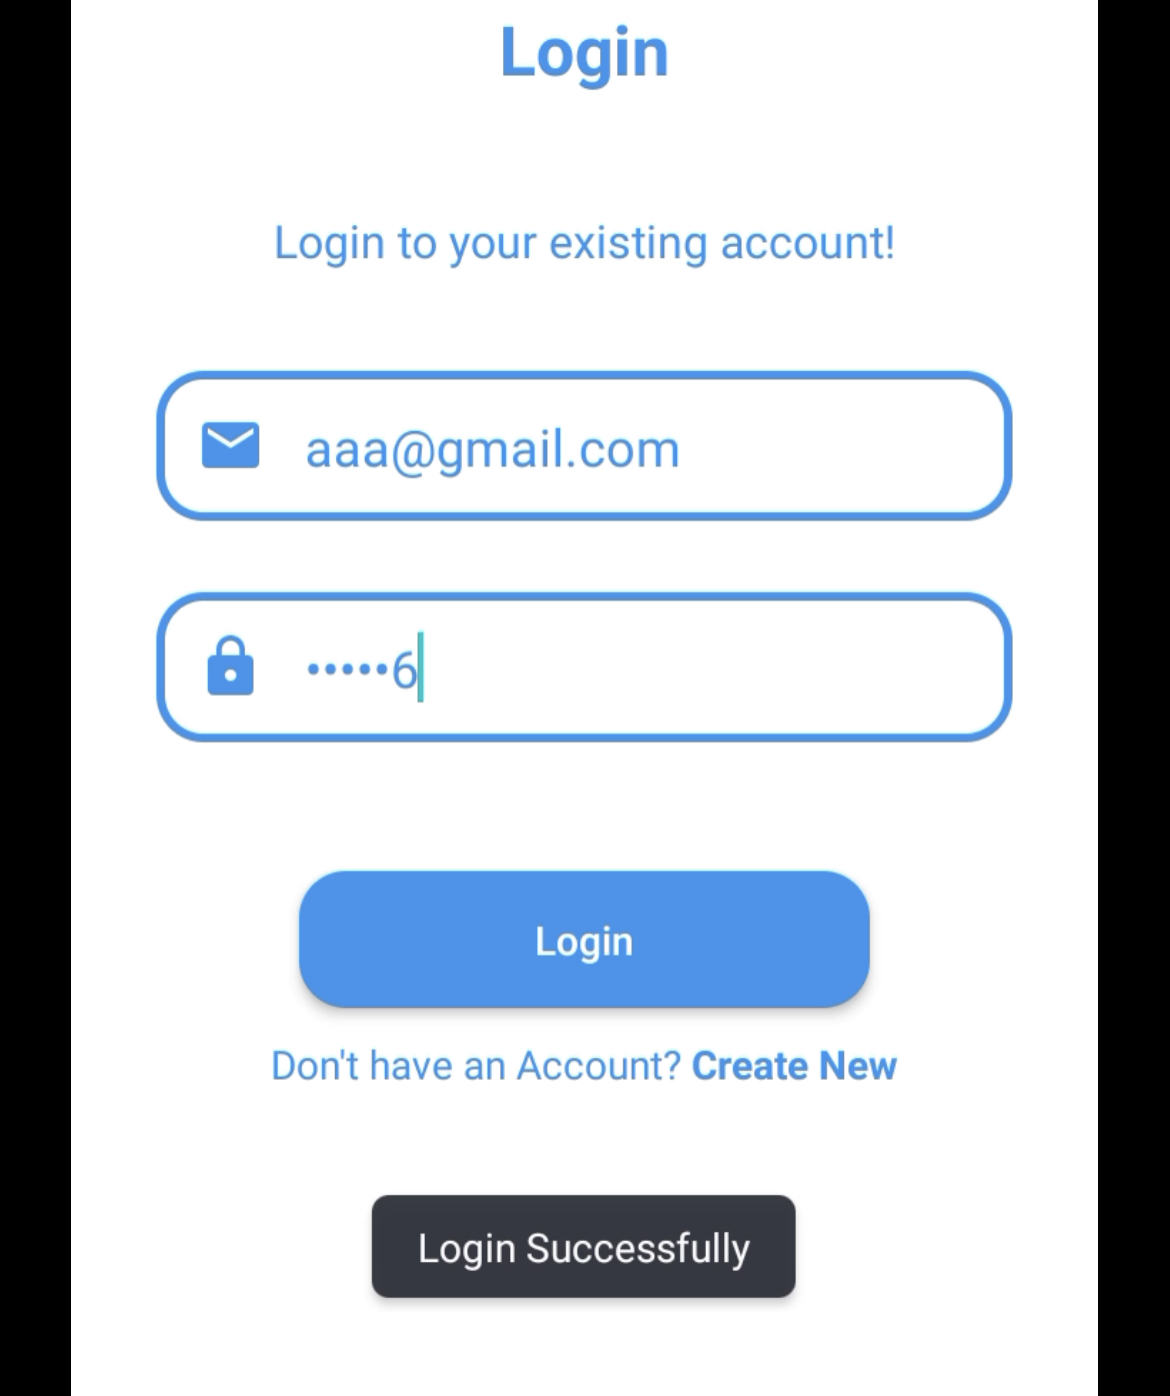 Login
Login to your existing account!
aaa@gmail.com
•••••6
Login
Don't have an Account? Create New
Login Successfully